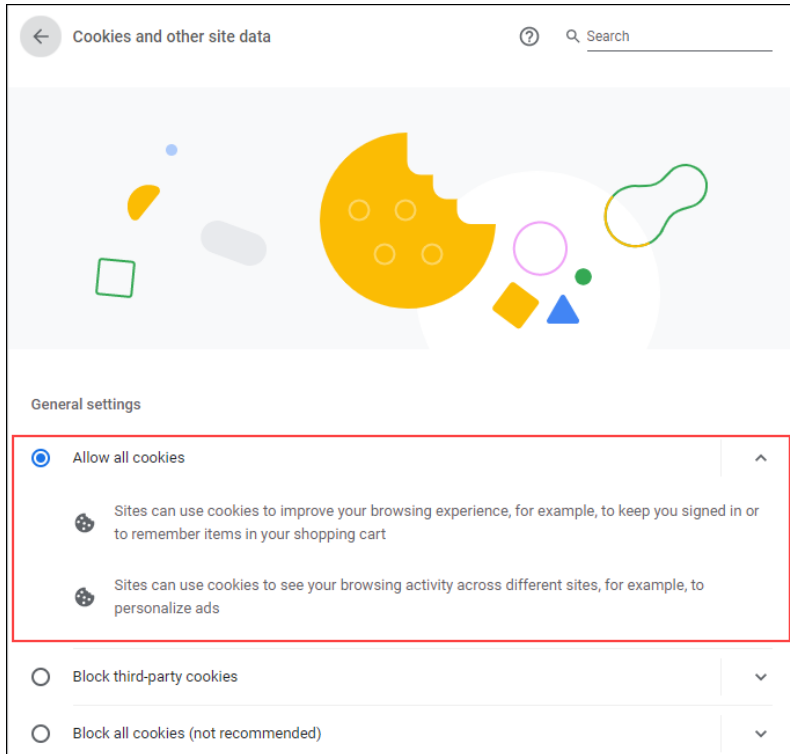 Cookies and other site data
Search
General settings
Allow all cookies
Sites can use cookies to improve your browsing experience, for example, to keep you signed in or
to remember items in your shopping cart
Sites can use cookies to see your browsing activity across different sites, for example, to
personalize ads
Block third-party cookies
Block all cookies (not recommended)